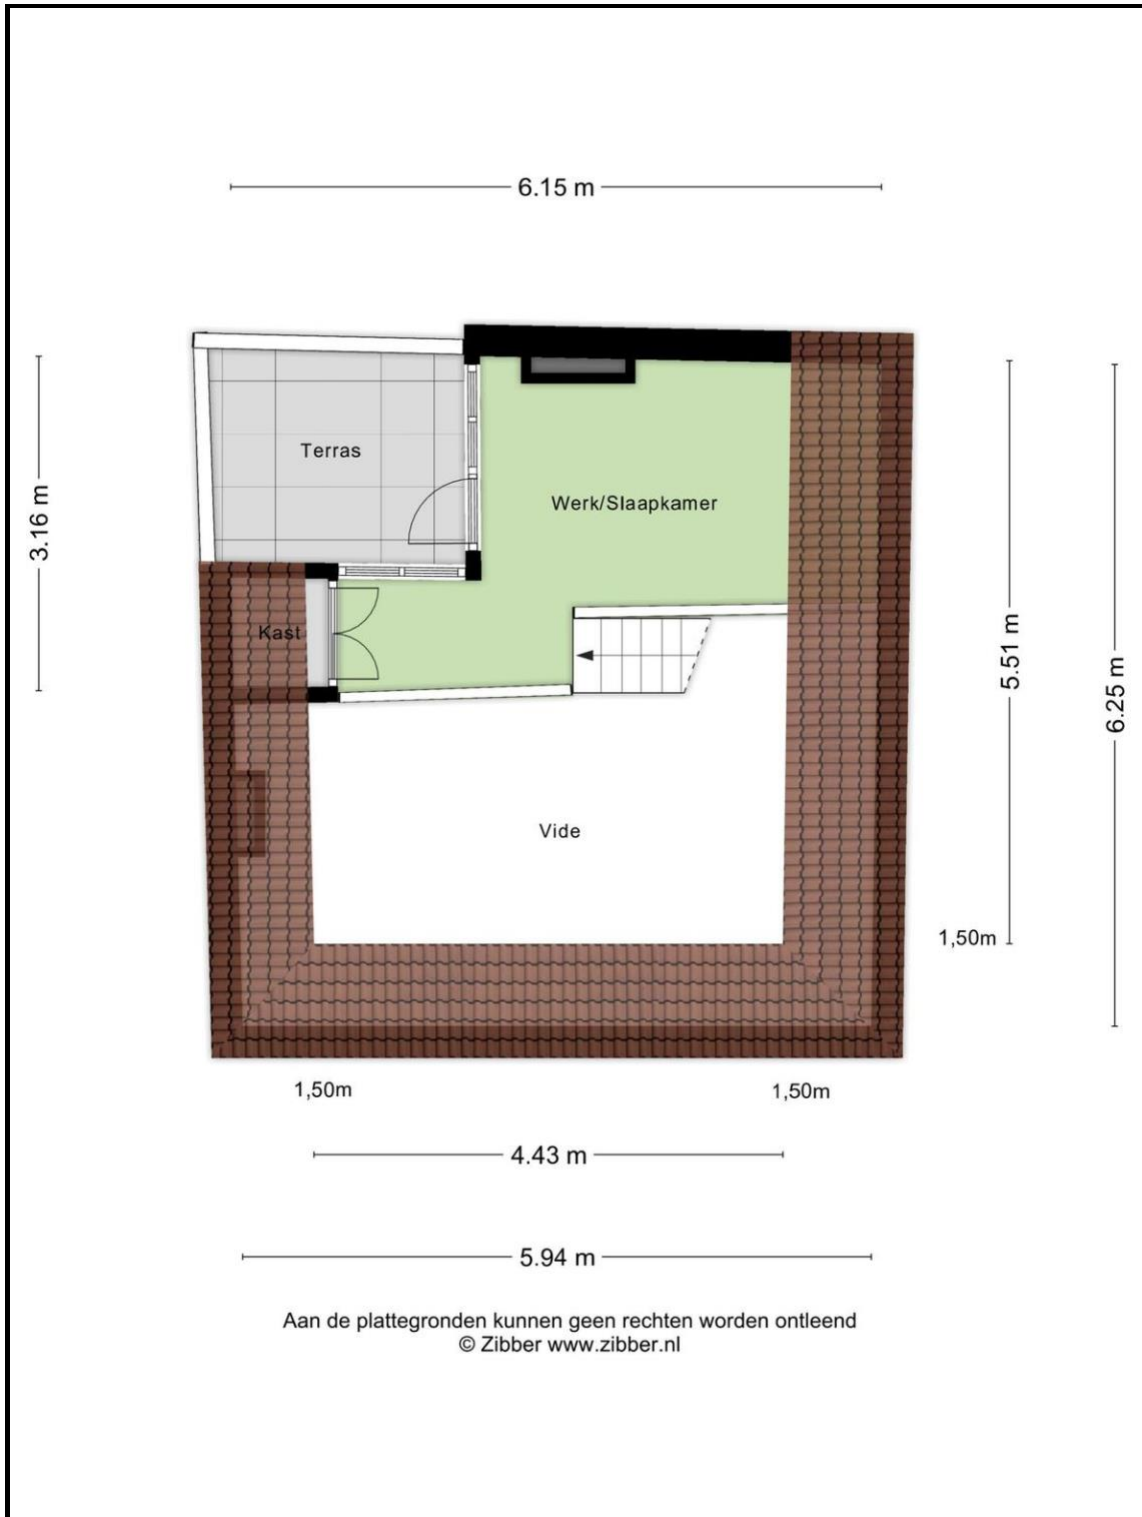 6.15 m
Terras
3.16 m
Werk/Slaapkamer
Kast
5.51 m
6.25 m
Vide
1,50m
1,50m
1,50m
4.43 m
5.94 m
Aan de plattegronden kunnen geen rechten worden ontleend
© Zibber www.zibber.nl